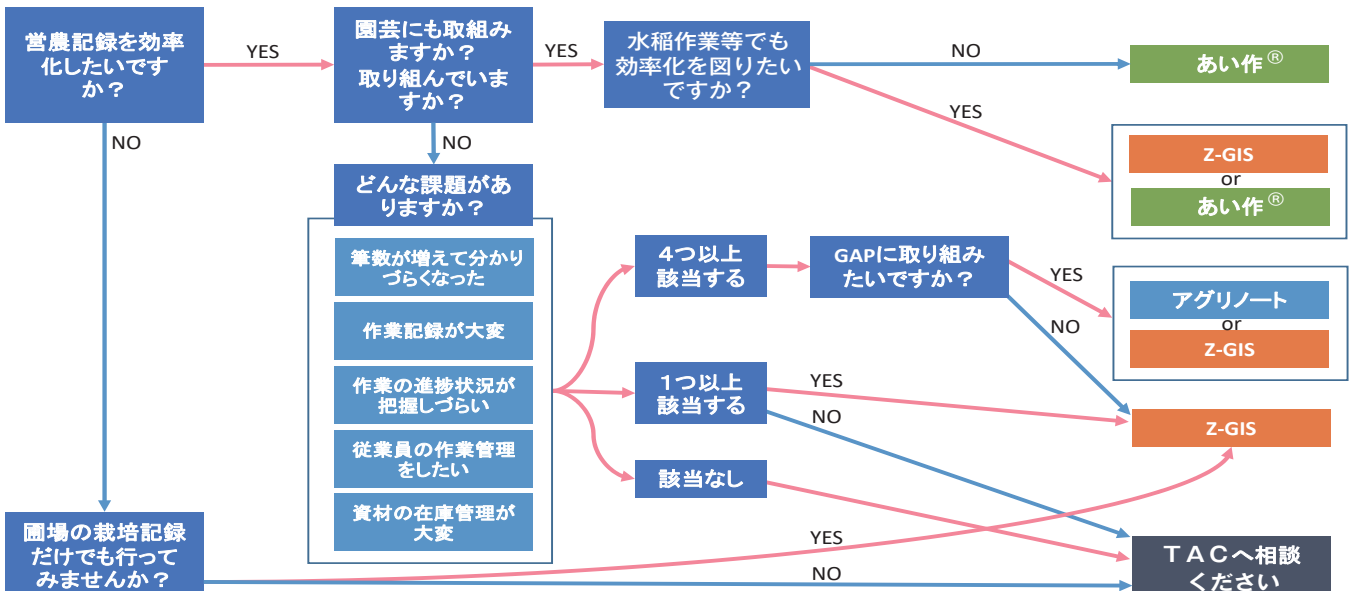 営農記録を効率
化したいです
か？
YES
園芸にも取組み
ますか？
取り組んでいま
すか？
YES
水稲作業等でも
効率化を図りたい
ですか？
NO
あい作®
YES
Z-GIS
or
あい作®
NO
NO
どんな課題があ
りますか？
筆数が増えて分かり
づらくなった
作業記録が大変
作業の進捗状況が
把握しづらい
従業員の作業管理
をしたい
資材の在庫管理が
大変
4つ以上
該当する
GAPに取り組み
たいですか？
YES
アグリノート
or
Z-GIS
NO
1つ以上
該当する
YES
NO
Z-GIS
該当なし
圃場の栽培記録
だけでも行って
みませんか？
YES
NO
ＴＡＣへ相談
ください